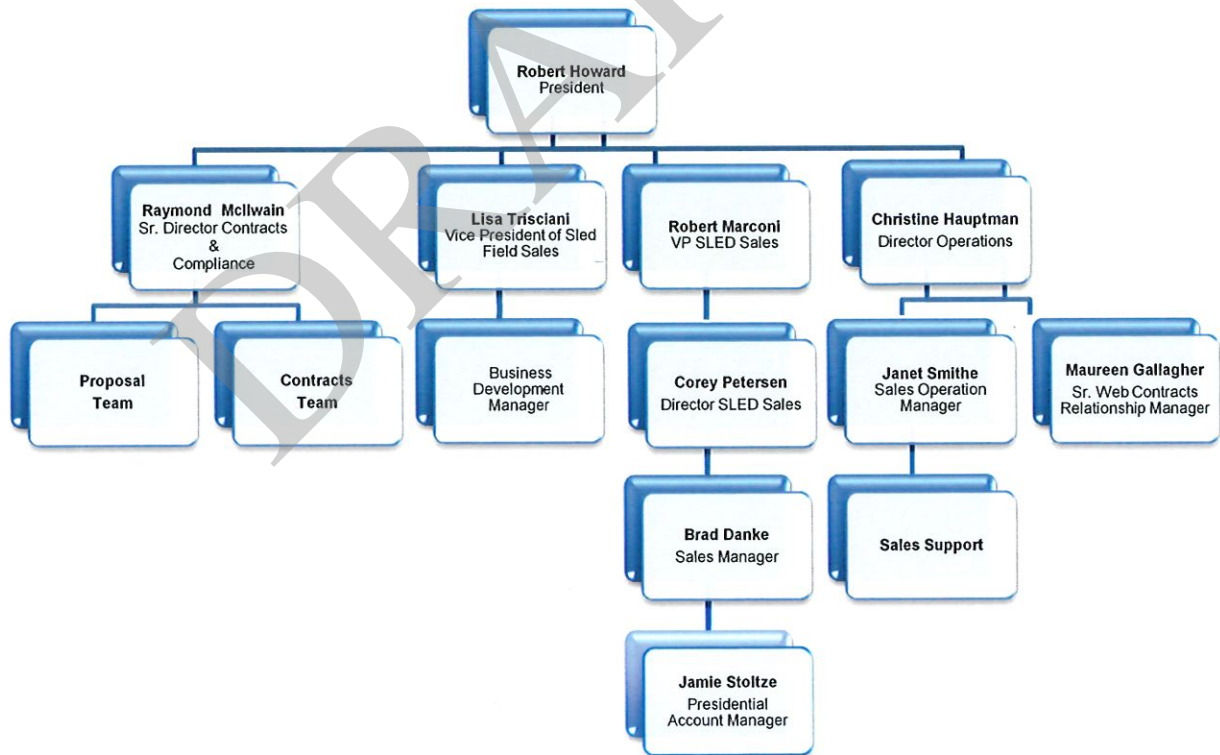 Robert Howard
President
Raymond McIlwain
Sr. Director Contracts
&
Compliance
Lisa Trisciani
Vice President of Sled
Field Sales
Robert Marconi
VP SLED Sales
Christine Hauptman
Director Operations
Proposal
Team
Contracts
Team
Business
Development
Manager
Corey Petersen
Director SLED Sales
Janet Smithe
Sales Operation
Manager
Maureen Gallagher
Sr. Web Contracts
Relationship Manager
Brad Danke
Sales Manager
Sales Support
Jamie Stoltze
Presidential
Account Manager